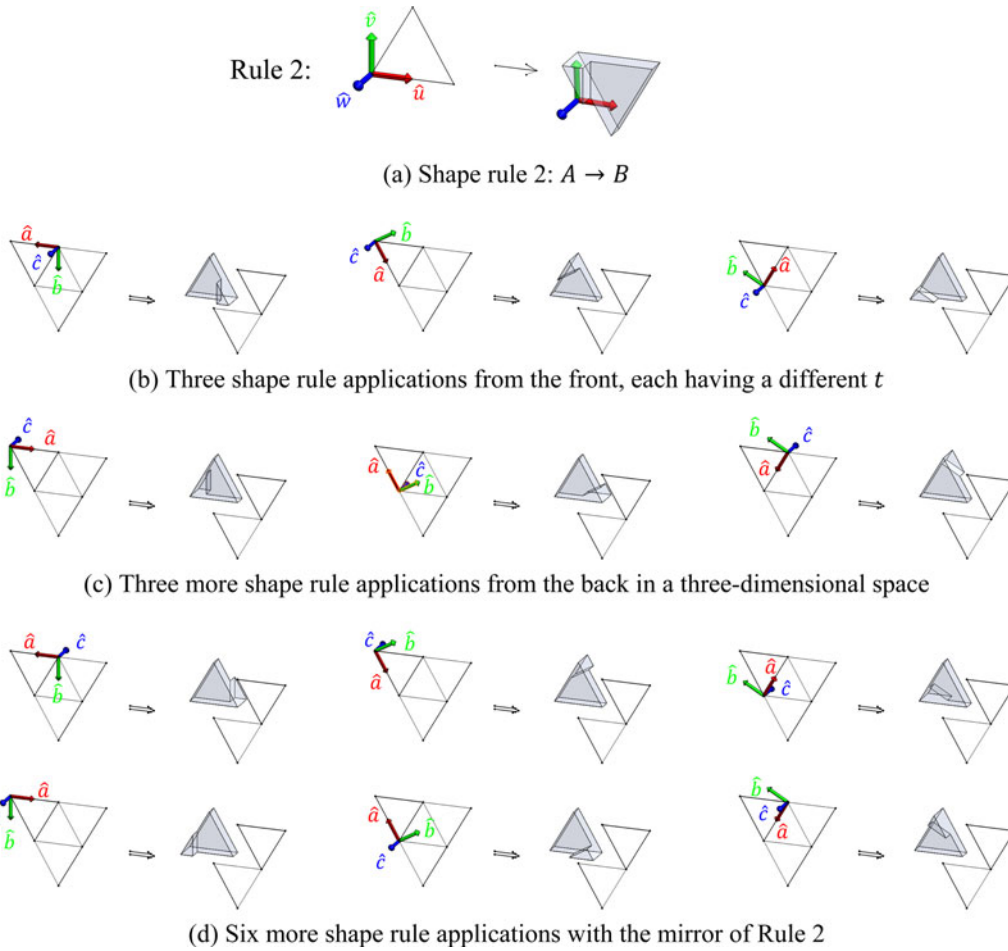 v̂
Rule 2:
ŵ û
(a) Shape rule 2: A → B
â b̂
ĉ ĉ b̂ â
b̂ â ĉ
(b) Three shape rule applications from the front, each having a different t
ĉ â b̂ ĉ
â ĉ â
b̂ b̂
(c) Three more shape rule applications from the back in a three-dimensional space
â ĉ ĉ b̂
b̂ â b̂ â ĉ
â b̂
b̂ â b̂ ĉ â
ĉ
(d) Six more shape rule applications with the mirror of Rule 2